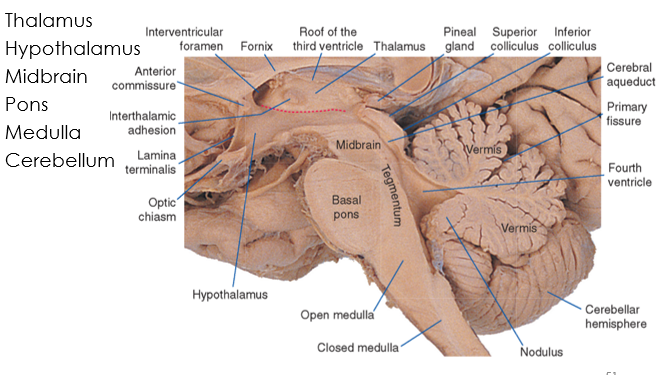 Thalamus
Hypothalamus
Midbrain
Pons
Medulla
Cerebellum
Interventricular
foramen
Fornix
Roof of the
third ventricle
Thalamus
Pineal
gland
Superior
colliculus
Inferior
colliculus
Anterior
commissure
Cerebral
aqueduct
Interthalamic
adhesion
Primary
fissure
Lamina
terminalis
Midbrain
Vermis
Fourth
ventricle
Optic
chiasm
Basal
pons
Tegmentum
Vermis
Hypothalamus
Open medulla
Closed medulla
Cerebellar
hemisphere
Nodulus